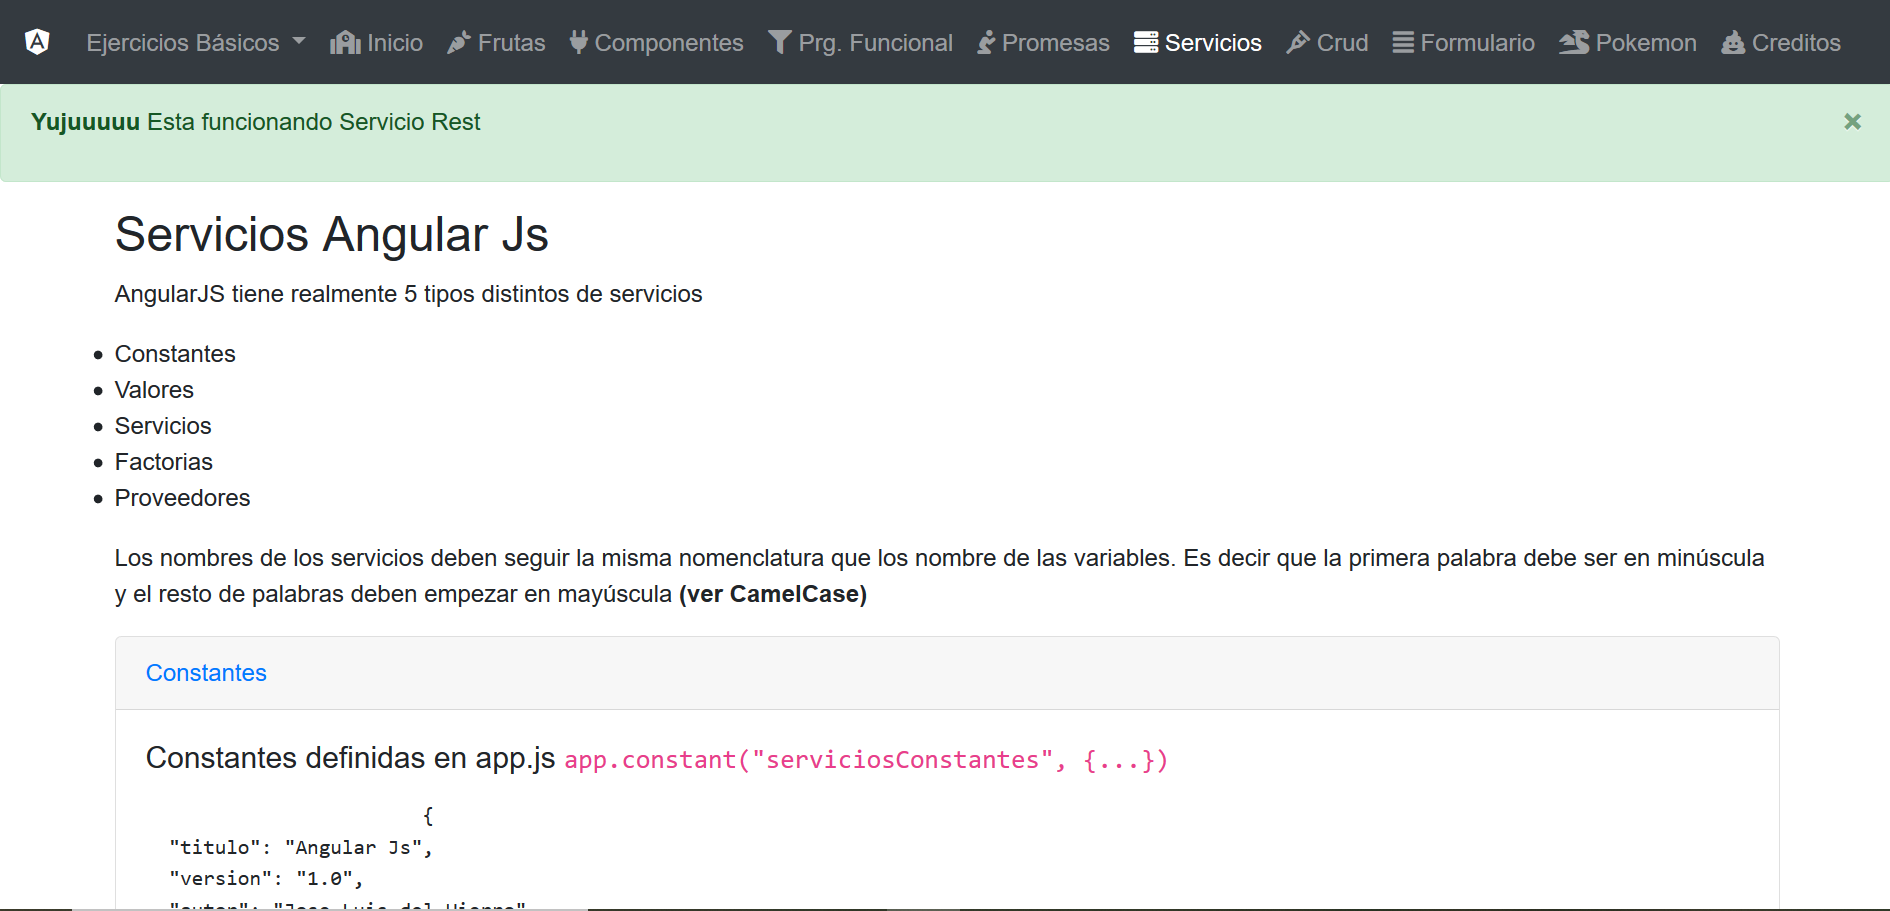 Ejercicios Básicos Inicio Frutas Componentes Prg. Funcional Promesas Servicios Crud Formulario Pokemon Creditos
Yujuuuuu Esta funcionando Servicio Rest ×
Servicios Angular Js
AngularJS tiene realmente 5 tipos distintos de servicios
Constantes
Valores
Servicios
Factorias
Proveedores
Los nombres de los servicios deben seguir la misma nomenclatura que los nombre de las variables. Es decir que la primera palabra debe ser en minúscula
y el resto de palabras deben empezar en mayúscula (ver CamelCase)
Constantes
Constantes definidas en app.js app.constant("serviciosConstantes", {...})
{
"titulo": "Angular Js",
"version": "1.0",